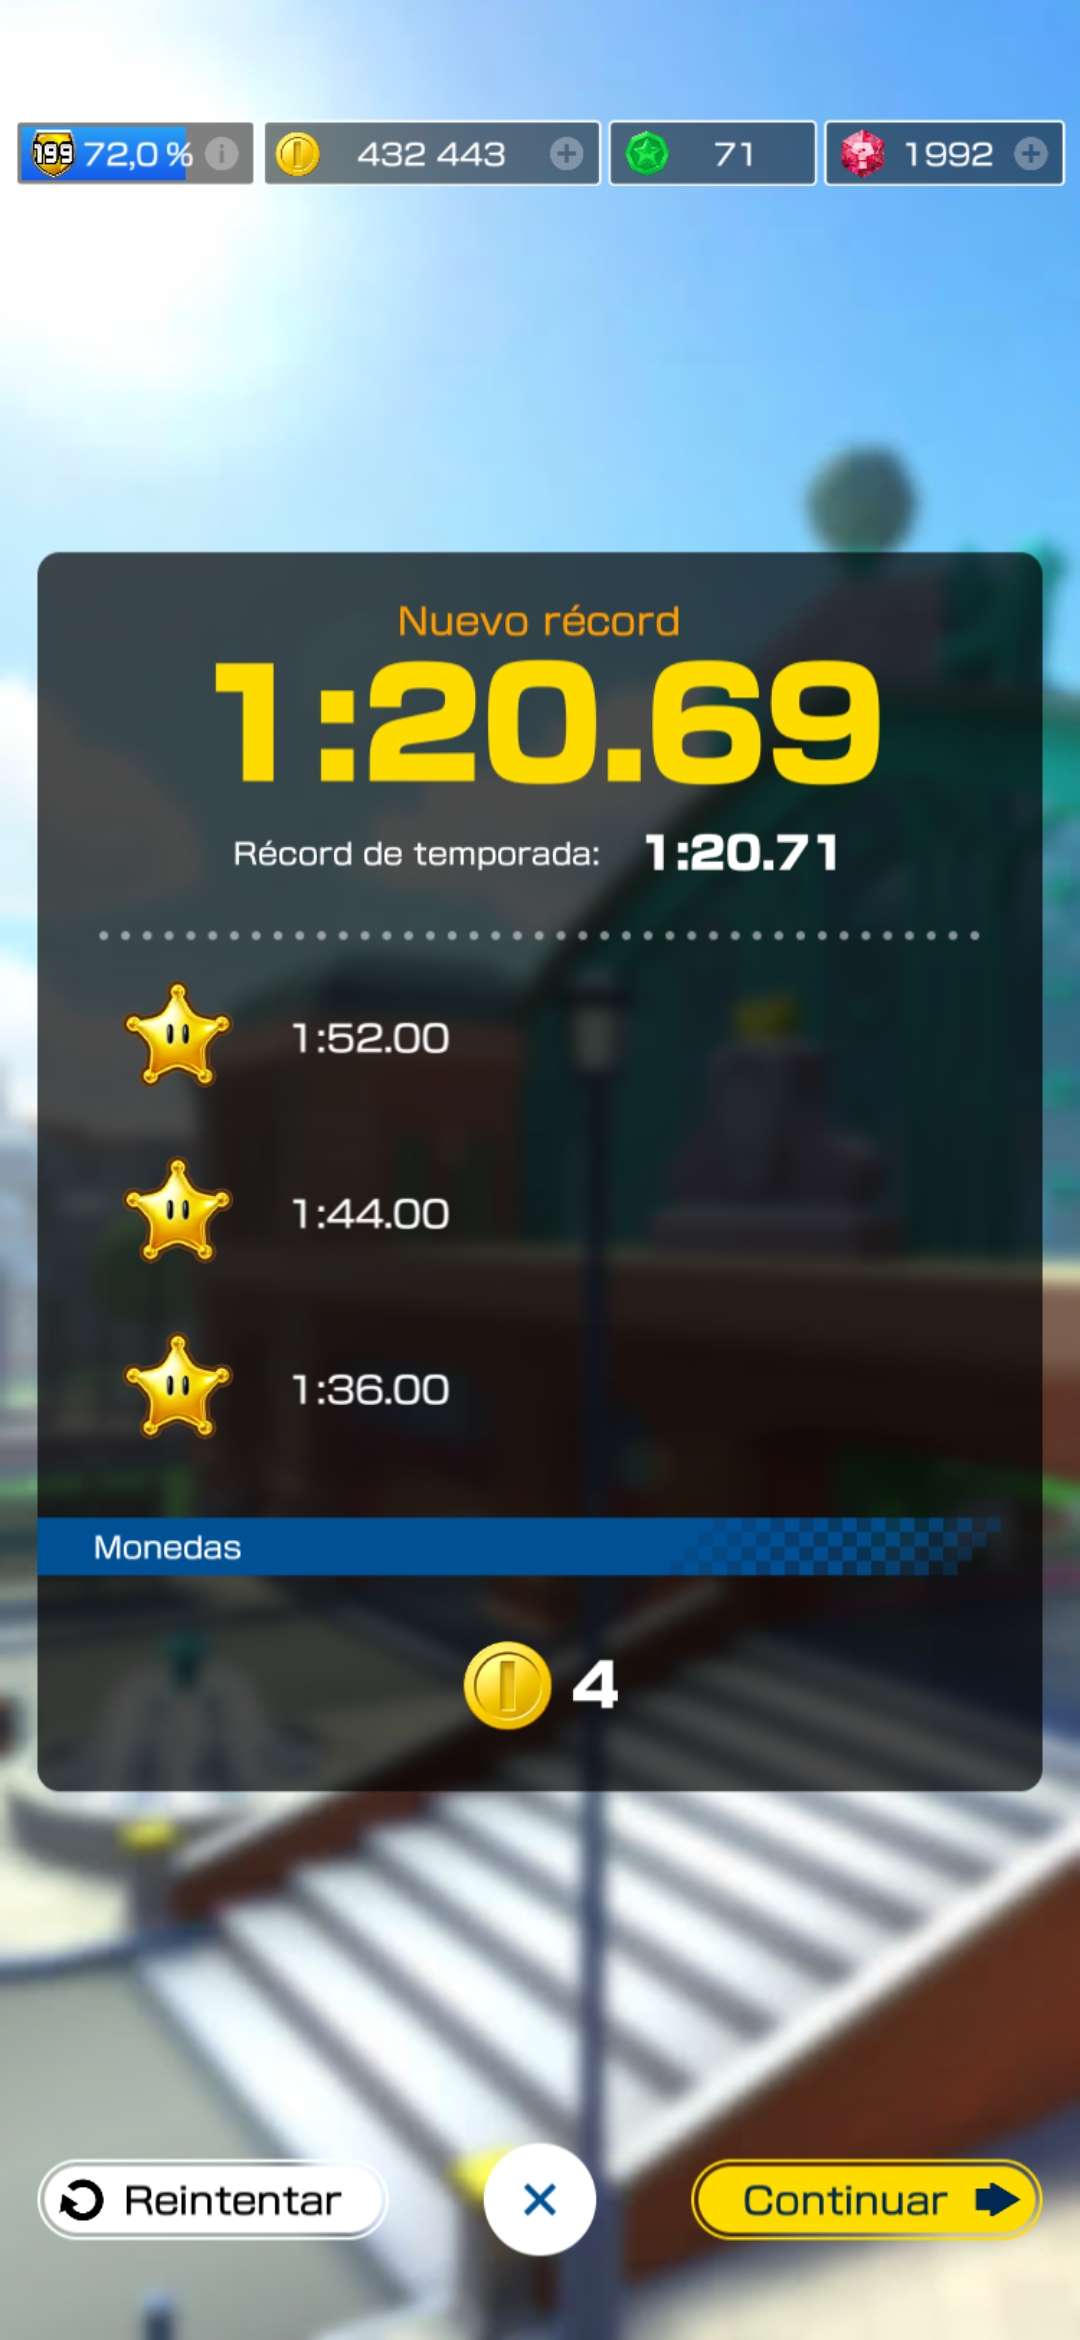 199 72,0 % i 432 443 + 71 ? 1992 +
Nuevo récord
1:20.69
Récord de temporada: 1:20.71
1:52.00
1:44.00
1:36.00
Monedas
4
Reintentar × Continuar